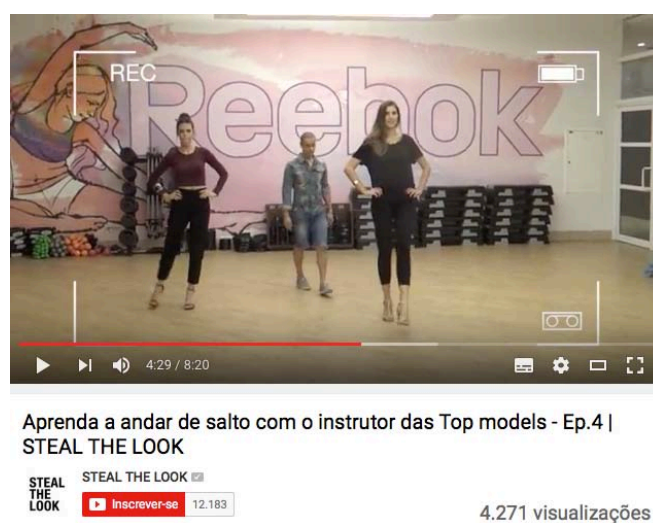 REC
Reebok
4:29 / 8:20
Aprenda a andar de salto com o instrutor das Top models - Ep.4 |
STEAL THE LOOK
STEAL
THE
LOOK
STEAL THE LOOK
Inscrever-se 12.183
4.271 visualizações